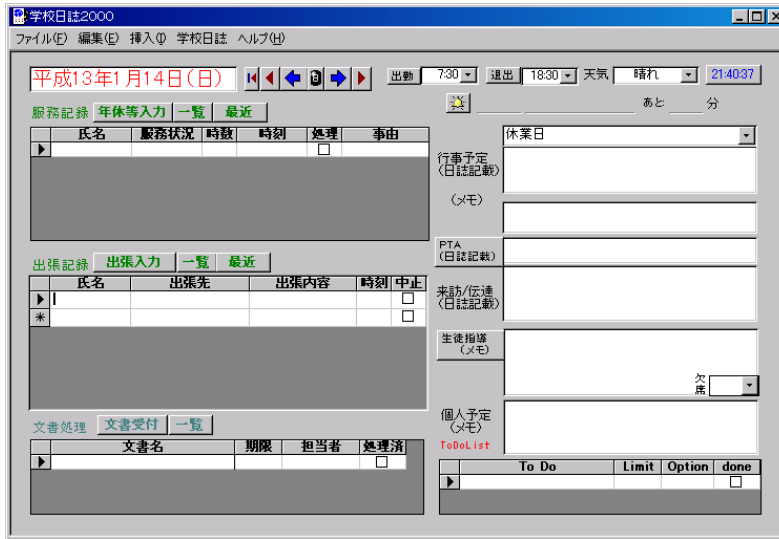 学校日誌2000
ファイル(F) 編集(E) 挿入(I) 学校日誌 ヘルプ(H)
平成13年1月14日(日) 出勤 7:30 退出 18:30 天気 晴れ 21:40:37
あと 分
服務記録 年休等入力 一覧 最近
氏名 服務状況 時数 時刻 処理 事由
休業日
行事予定
(日誌記載)
(メモ)
PTA
(日誌記載)
出張記録 出張入力 一覧 最近
氏名 出張先 出張内容 時刻 中止
来訪/伝達
(日誌記載)
生徒指導
(メモ)
欠席
個人予定
(メモ)
ToDoList
文書処理 文書受付 一覧
文書名 期限 担当者 処理済
To Do Limit Option done